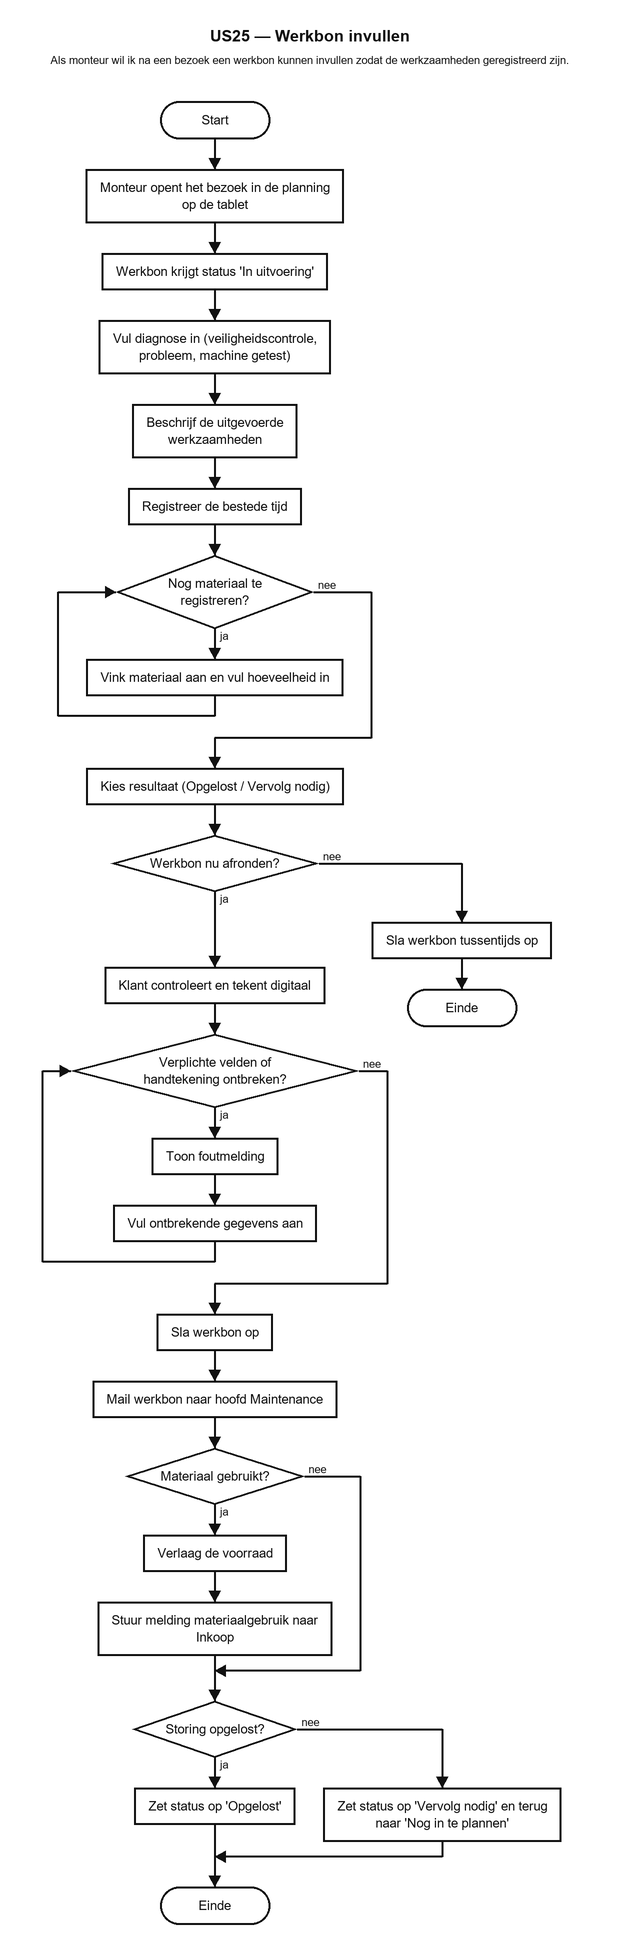 US25 — Werkbon invullen
Als monteur wil ik na een bezoek een werkbon kunnen invullen zodat de werkzaamheden geregistreerd zijn.
Start
Monteur opent het bezoek in de planning
op de tablet
Werkbon krijgt status 'In uitvoering'
Vul diagnose in (veiligheidscontrole,
probleem, machine getest)
Beschrijf de uitgevoerde
werkzaamheden
Registreer de bestede tijd
Nog materiaal te
registreren?
nee
ja
Vink materiaal aan en vul hoeveelheid in
Kies resultaat (Opgelost / Vervolg nodig)
Werkbon nu afronden?
nee
ja
Sla werkbon tussentijds op
Klant controleert en tekent digitaal
Einde
Verplichte velden of
handtekening ontbreken?
nee
ja
Toon foutmelding
Vul ontbrekende gegevens aan
Sla werkbon op
Mail werkbon naar hoofd Maintenance
Materiaal gebruikt?
nee
ja
Verlaag de voorraad
Stuur melding materiaalgebruik naar
Inkoop
Storing opgelost?
nee
ja
Zet status op 'Opgelost'
Zet status op 'Vervolg nodig' en terug
naar 'Nog in te plannen'
Einde